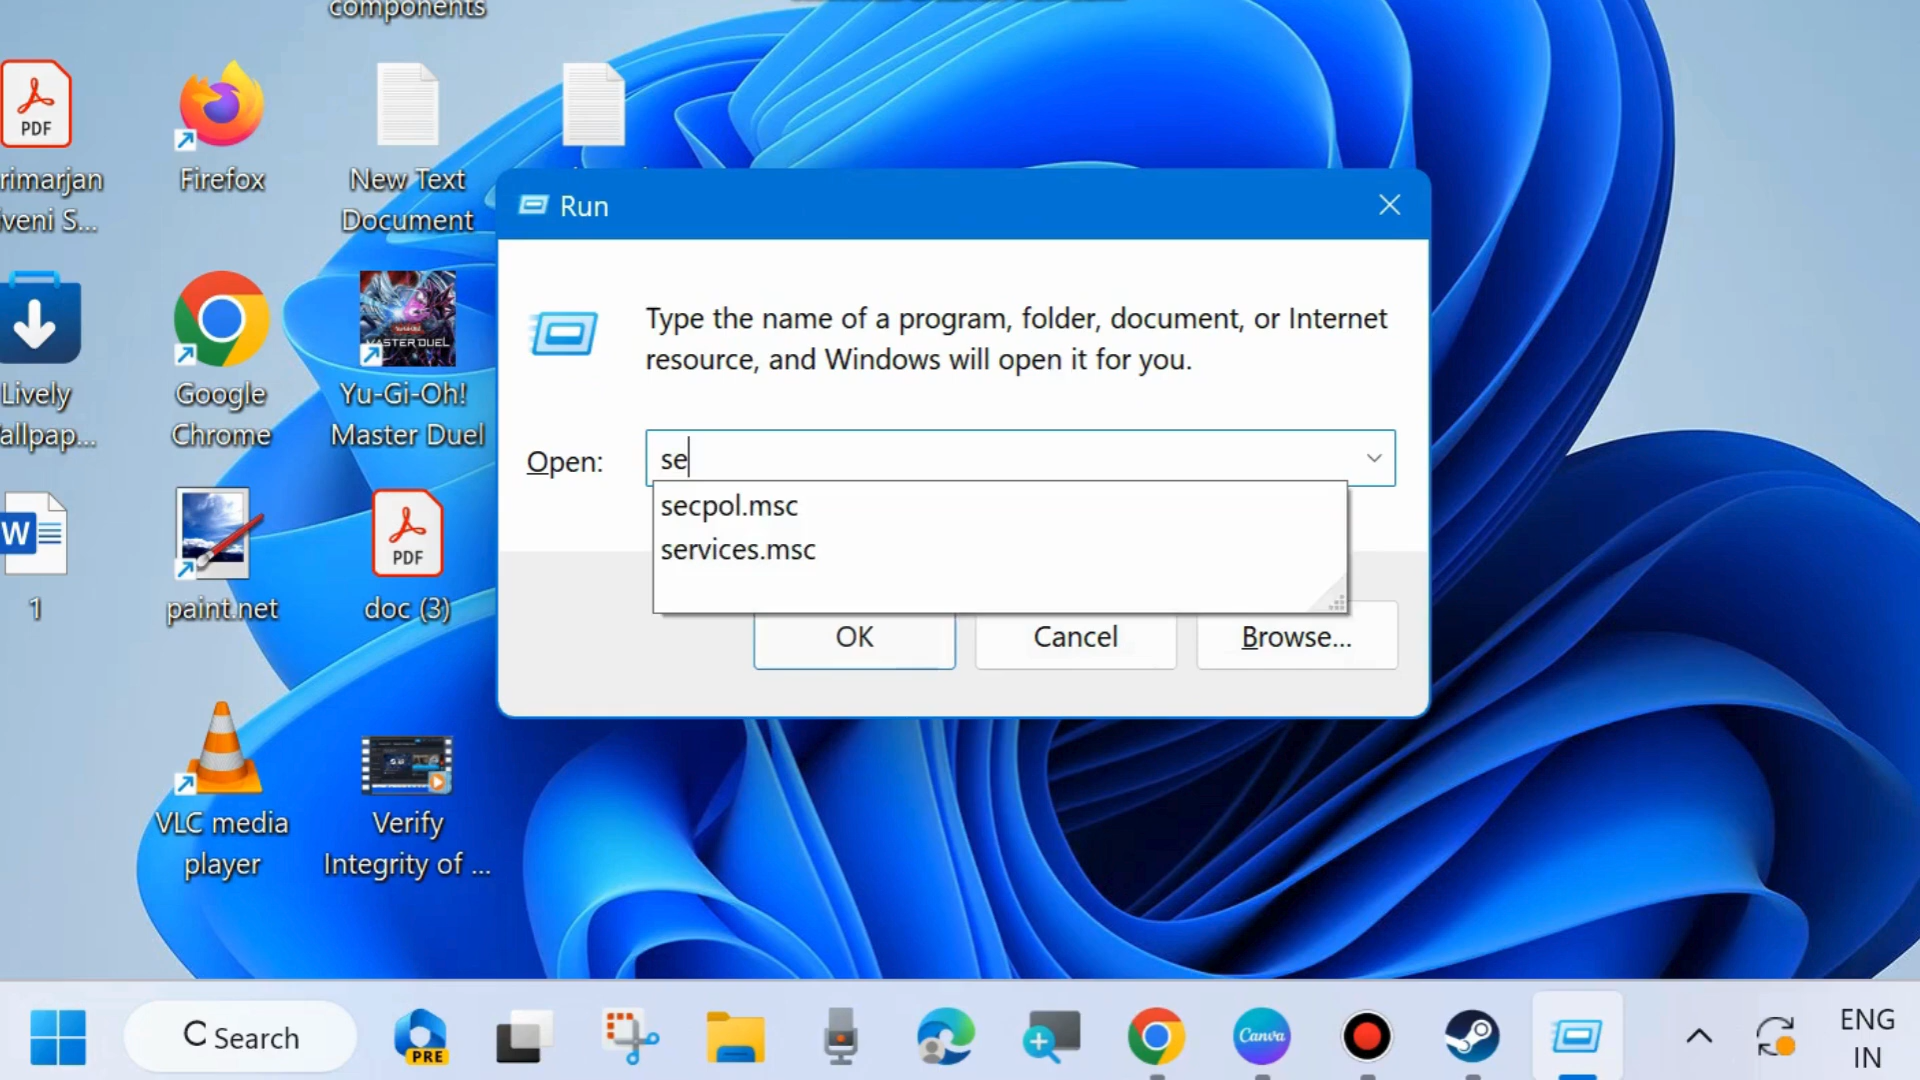 components
rimarjan
iveni S...
Firefox
New Text
Document
PDF
Run
Type the name of a program, folder, document, or Internet
resource, and Windows will open it for you.
Open:
se
secpol.msc
services.msc
OK
Cancel
Browse...
Lively
allpap...
Google
Chrome
MASTER DUEL
Yu-Gi-Oh!
Master Duel
W
1
paint.net
PDF
doc (3)
VLC media
player
Verify
Integrity of ...
Search
PRE
Canva
ENG
IN